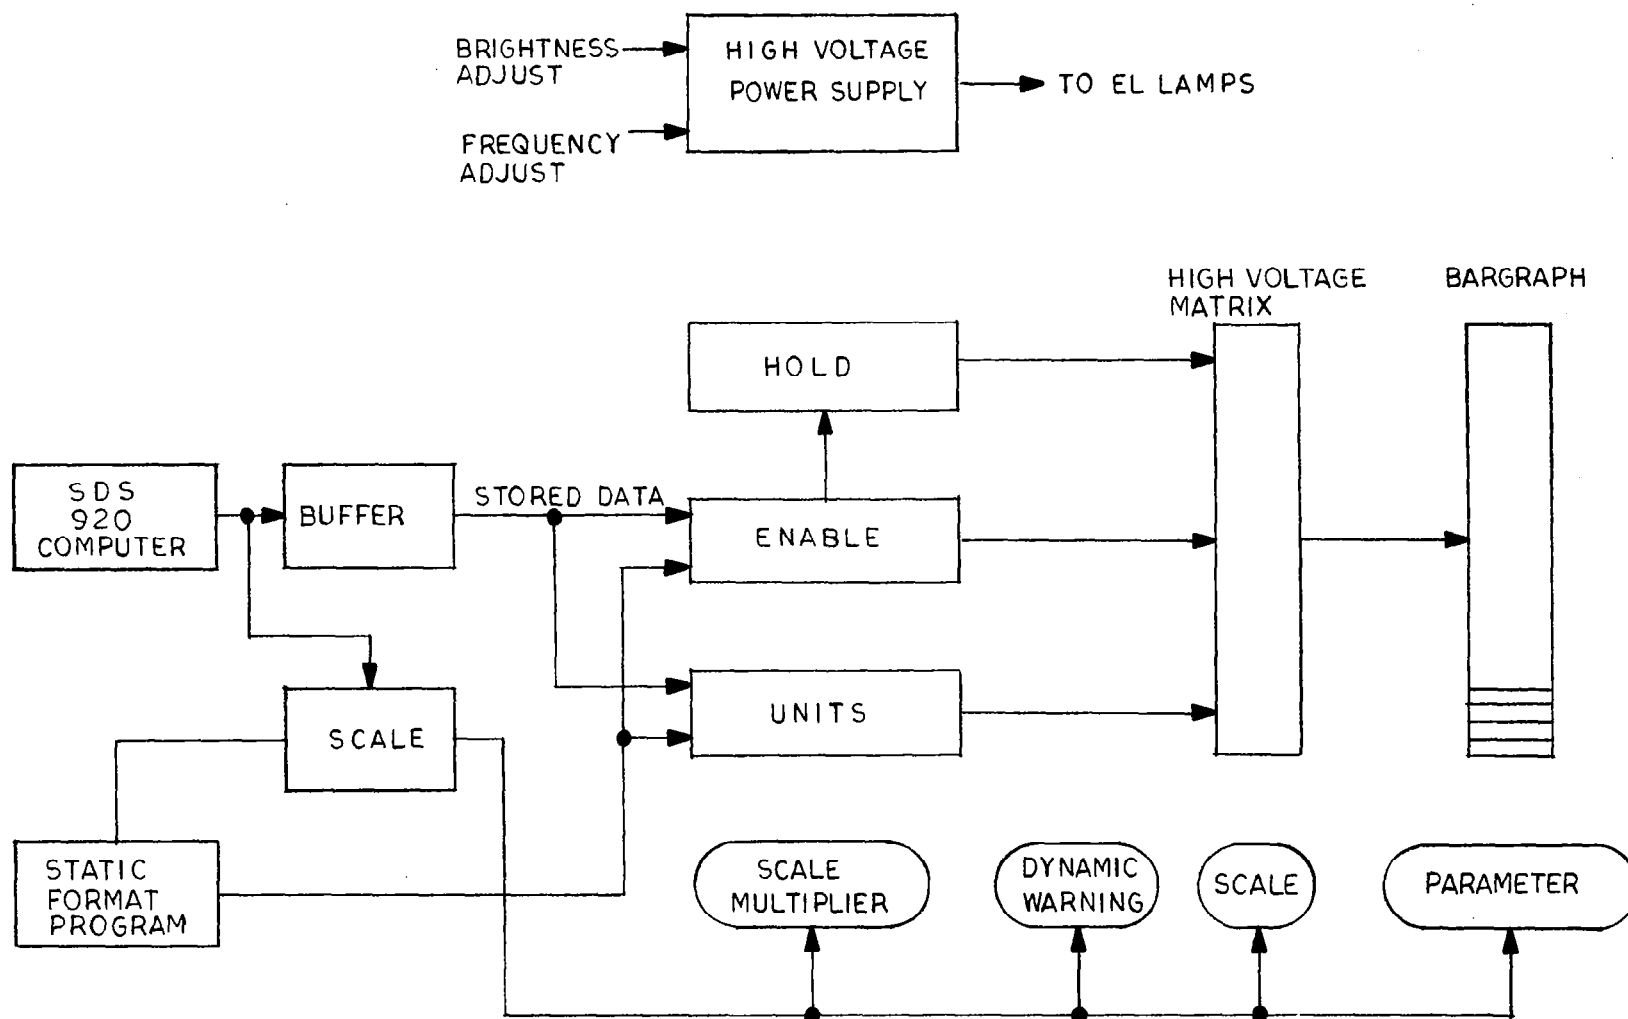 BRIGHTNESS
ADJUST
HIGH VOLTAGE
POWER SUPPLY
TO EL LAMPS
FREQUENCY
ADJUST
HIGH VOLTAGE
MATRIX
BARGRAPH
HOLD
SDS
920
COMPUTER
BUFFER
STORED DATA
ENABLE
SCALE
UNITS
STATIC
FORMAT
PROGRAM
SCALE
MULTIPLIER
DYNAMIC
WARNING
SCALE
PARAMETER